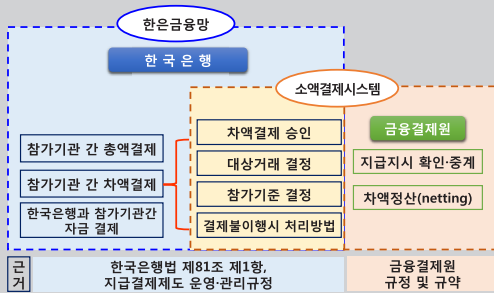 한은금융망
한 국 은 행
소액결제시스템
참가기관 간 총액결제
참가기관 간 차액결제
한국은행과 참가기관간
자금 결제
차액결제 승인
대상거래 결정
참가기준 결정
결제불이행시 처리방법
금융결제원
지급지시 확인·중계
차액정산(netting)
근
거
한국은행법 제81조 제1항,
지급결제제도 운영·관리규정
금융결제원
규정 및 규약